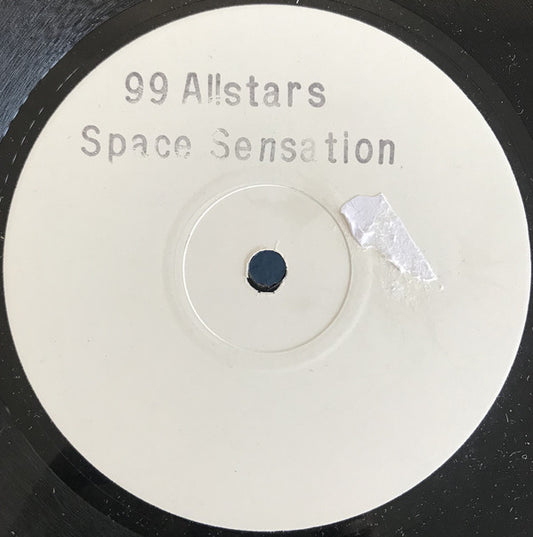 99 Allstars
Space Sensation